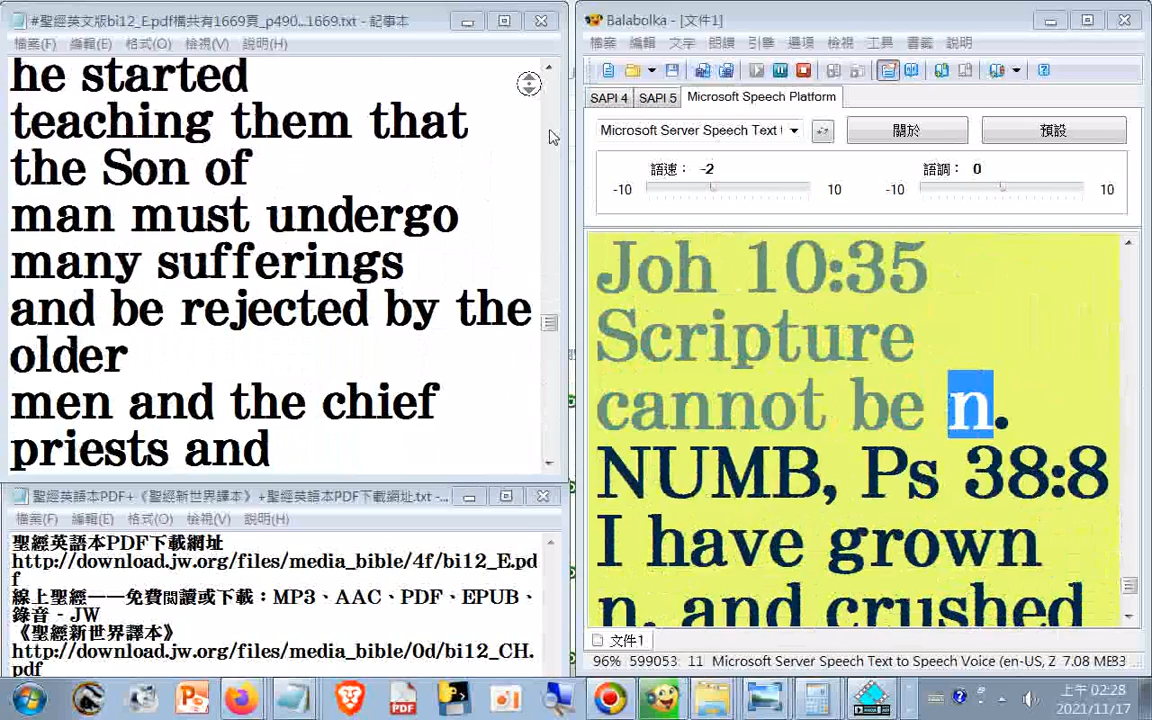 #聖經英文版bi12_E.pdf檔共有1669頁_p490...1669.txt - 記事本
檔案(F) 編輯(E) 格式(O) 檢視(V) 說明(H)
he started
teaching them that
the Son of
man must undergo
many sufferings
and be rejected by the
older
men and the chief
priests and
聖經英語本PDF+《聖經新世界譯本》+聖經英語本PDF下載網址.txt - ...
檔案(F) 編輯(E) 格式(O) 檢視(V) 說明(H)
聖經英語本PDF下載網址
http://download.jw.org/files/media_bible/4f/bi12_E.pd
f
線上聖經——免費閱讀或下載：MP3、AAC、PDF、EPUB、
錄音 - JW
《聖經新世界譯本》
http://download.jw.org/files/media_bible/0d/bi12_CH.
pdf
Balabolka - [文件1]
檔案 編輯 文字 朗讀 引擎 選項 檢視 工具 書籤 說明
SAPI 4 SAPI 5 Microsoft Speech Platform
Microsoft Server Speech Text 關於 預設
語速： -2 語調： 0
-10 10 -10 10
Joh 10:35
Scripture
cannot be n.
NUMB, Ps 38:8
I have grown
n. and crushed
文件1
96% 599053: 11 Microsoft Server Speech Text to Speech Voice (en-US, Z 7.08 MB
上午 02:28
2021/11/17